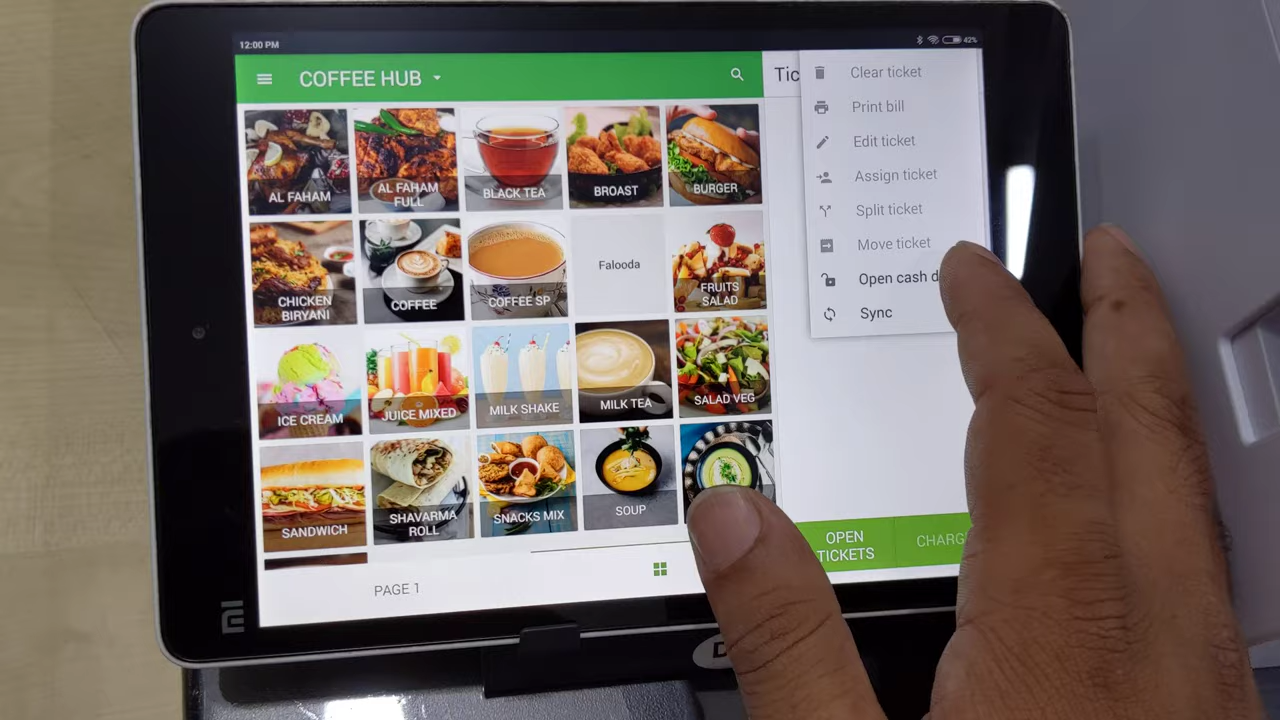 12:00 PM
42%
COFFEE HUB
Tic
Clear ticket
Print bill
Edit ticket
Assign ticket
Split ticket
Move ticket
Open cash d
Sync
AL FAHAM
AL FAHAM
FULL
BLACK TEA
BROAST
BURGER
CHICKEN
BIRYANI
COFFEE
COFFEE SP
Falooda
FRUITS
SALAD
ICE CREAM
JUICE MIXED
MILK SHAKE
MILK TEA
SALAD VEG
SANDWICH
SHAVARMA
ROLL
SNACKS MIX
SOUP
OPEN
TICKETS
CHARG
PAGE 1
MI